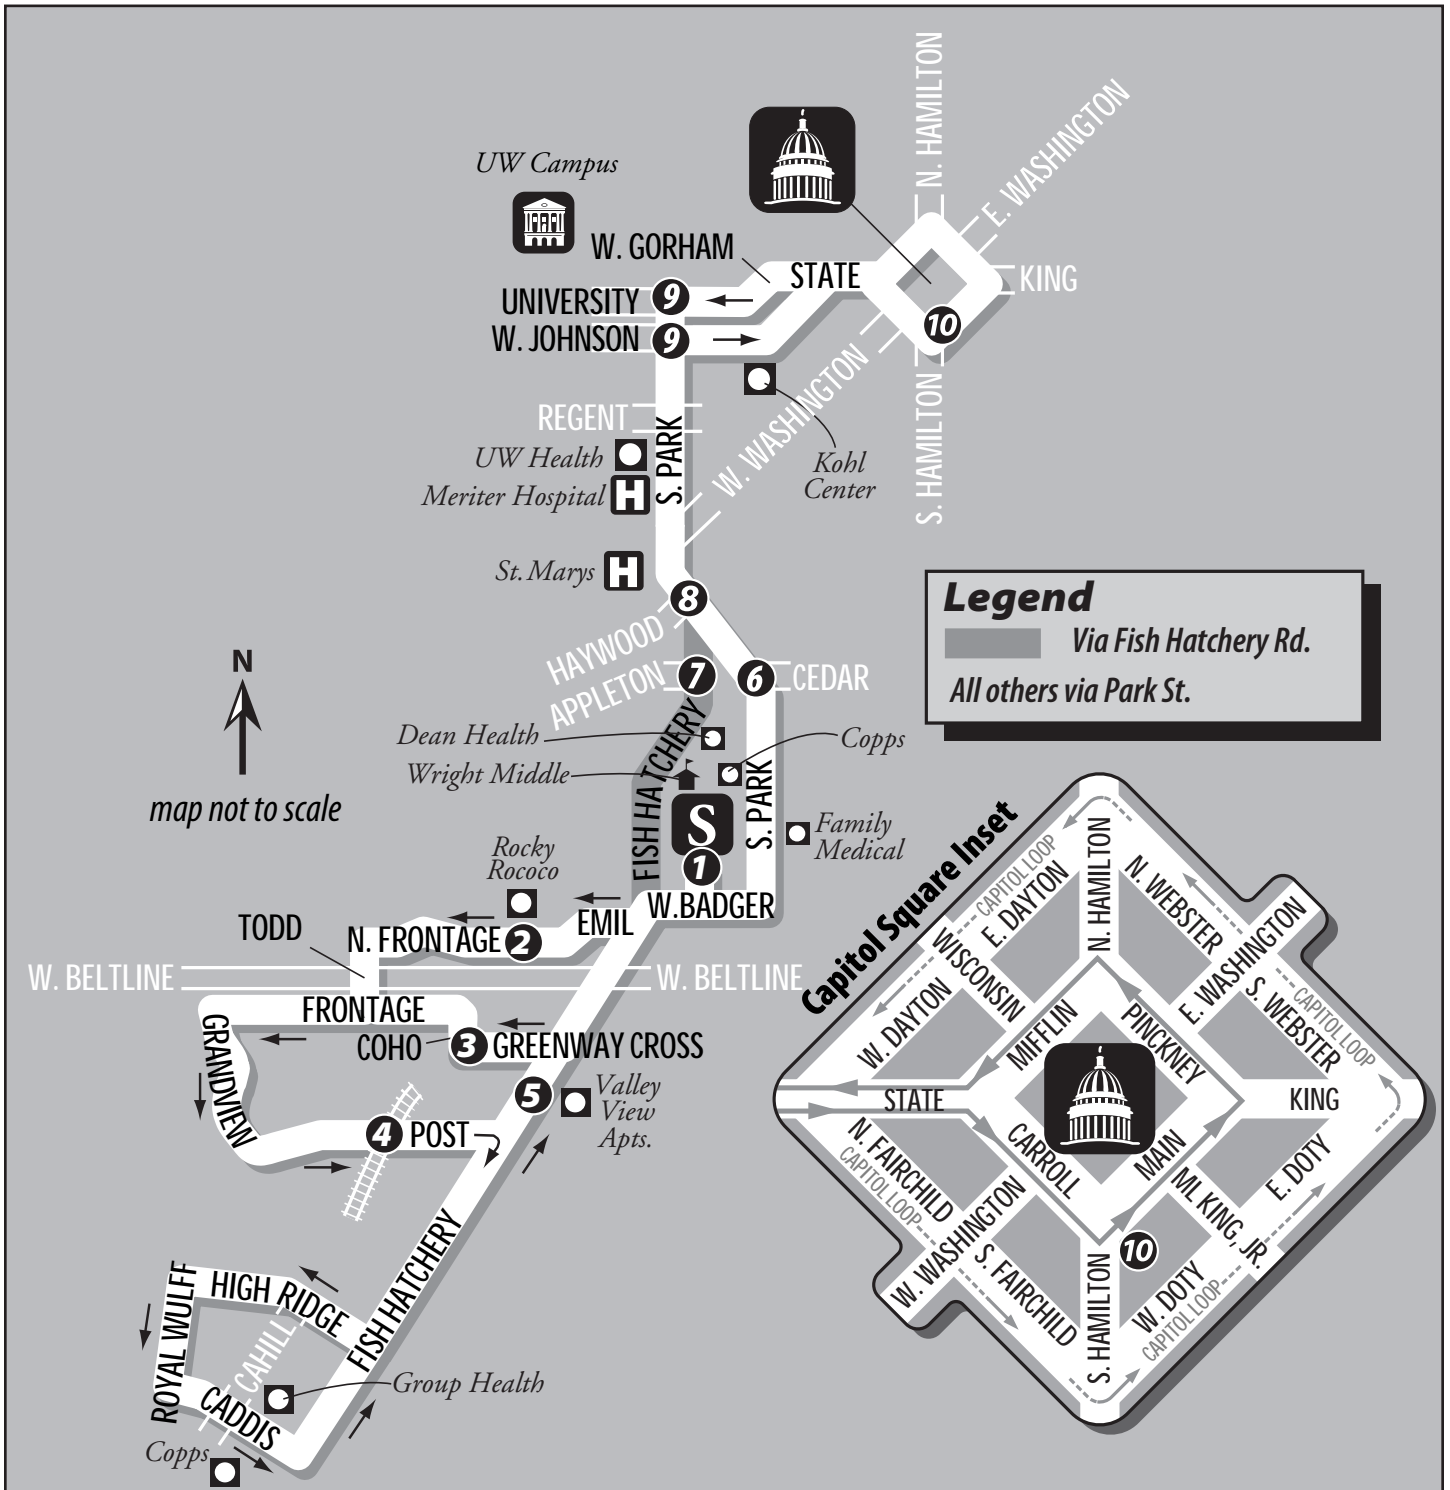 N. HAMILTON
E. WASHINGTON
UW Campus
W. GORHAM
STATE
KING
UNIVERSITY
9
10
W. JOHNSON
9
REGENT
S. PARK
W. WASHINGTON
S. HAMILTON
UW Health
Meriter Hospital
H
Kohl
Center
St. Marys
H
8
HAYWOOD
APPLETON
7
6
CEDAR
Legend
Via Fish Hatchery Rd.
All others via Park St.
N
map not to scale
Dean Health
Wright Middle
Copps
FISH HATCHERY
S
1
S. PARK
Family
Medical
Rocky
Rococo
W. BADGER
EMIL
TODD
N. FRONTAGE
2
W. BELTLINE
W. BELTLINE
FRONTAGE
COHO
3
GREENWAY CROSS
GRANDVIEW
5
Valley
View
Apts.
4
POST
FISH HATCHERY
HIGH RIDGE
ROYAL WULFF
CAHILL
CADDIS
Group Health
Copps
Capitol Square Inset
CAPITOL LOOP
E. DAYTON
N. HAMILTON
N. WEBSTER
WISCONSIN
E. WASHINGTON
S. WEBSTER
CAPITOL LOOP
W. DAYTON
MIFFLIN
PINCKNEY
STATE
KING
N. FAIRCHILD
CAPITOL LOOP
CARROLL
MAIN
E. DOTY
ML KING, JR.
W. WASHINGTON
S. FAIRCHILD
10
S. HAMILTON
W. DOTY
CAPITOL LOOP